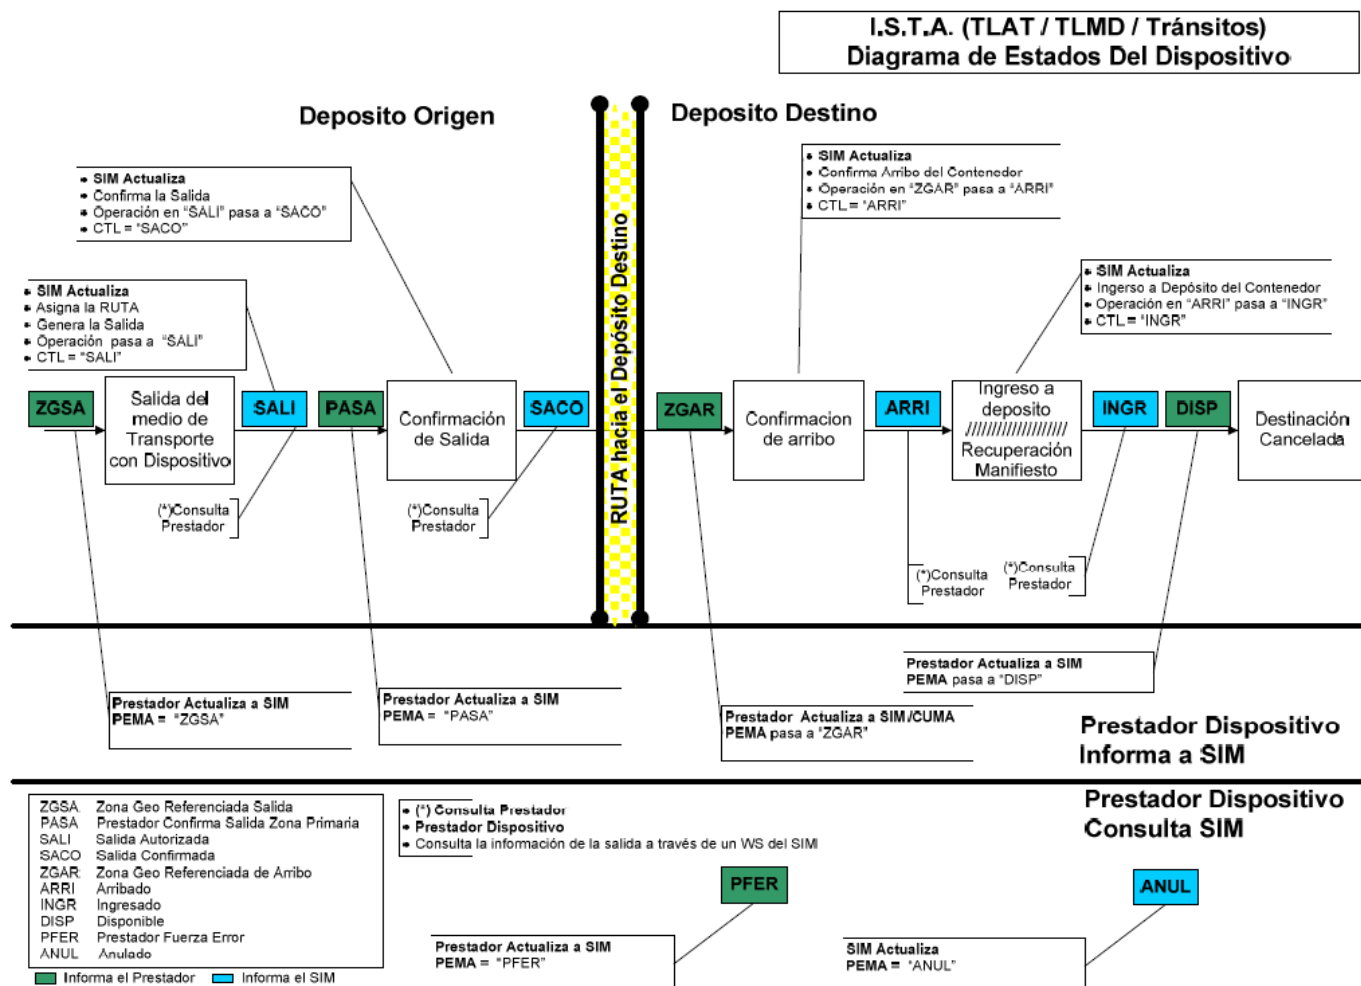 I.S.T.A. (TLAT / TLMD / Tránsitos)
Diagrama de Estados Del Dispositivo
Deposito Origen
Deposito Destino
SIM Actualiza
Confirma la Salida
Operación en “SALI” pasa a “SACO”
CTL = “SACO”
SIM Actualiza
Confirma Arribo del Contenedor
Operación en “ZGAR” pasa a “ARRI”
CTL = “ARRI”
SIM Actualiza
Asigna la RUTA
Genera la Salida
Operación pasa a “SALI”
CTL = “SALI”
SIM Actualiza
Ingerso a Depósito del Contenedor
Operación en “ARRI” pasa a “INGR”
CTL = “INGR”
RUTA hacia el Depósito Destino
ZGSA
Salida del
medio de
Transporte
con Dispositivo
SALI
PASA
Confirmación
de Salida
SACO
ZGAR
Confirmacion
de arribo
ARRI
Ingreso a
deposito
////////////////////
Recuperación
Manifiesto
INGR
DISP
Destinación
Cancelada
(*)Consulta
Prestador
(*)Consulta
Prestador
(*)Consulta
Prestador
(*)Consulta
Prestador
Prestador Actualiza a SIM
PEMA = “ZGSA”
Prestador Actualiza a SIM
PEMA = “PASA”
Prestador Actualiza a SIM/CUMA
PEMA pasa a “ZGAR”
Prestador Actualiza a SIM
PEMA pasa a “DISP”
Prestador Dispositivo
Informa a SIM
ZGSA Zona Geo Referenciada Salida
PASA Prestador Confirma Salida Zona Primaria
SALI Salida Autorizada
SACO Salida Confirmada
ZGAR Zona Geo Referenciada de Arribo
ARRI Arribado
INGR Ingresado
DISP Disponible
PFER Prestador Fuerza Error
ANUL Anulado
Informa el Prestador Informa el SIM
(*) Consulta Prestador
Prestador Dispositivo
Consulta la información de la salida a través de un WS del SIM
Prestador Dispositivo
Consulta SIM
PFER
Prestador Actualiza a SIM
PEMA = “PFER”
ANUL
SIM Actualiza
PEMA = “ANUL”